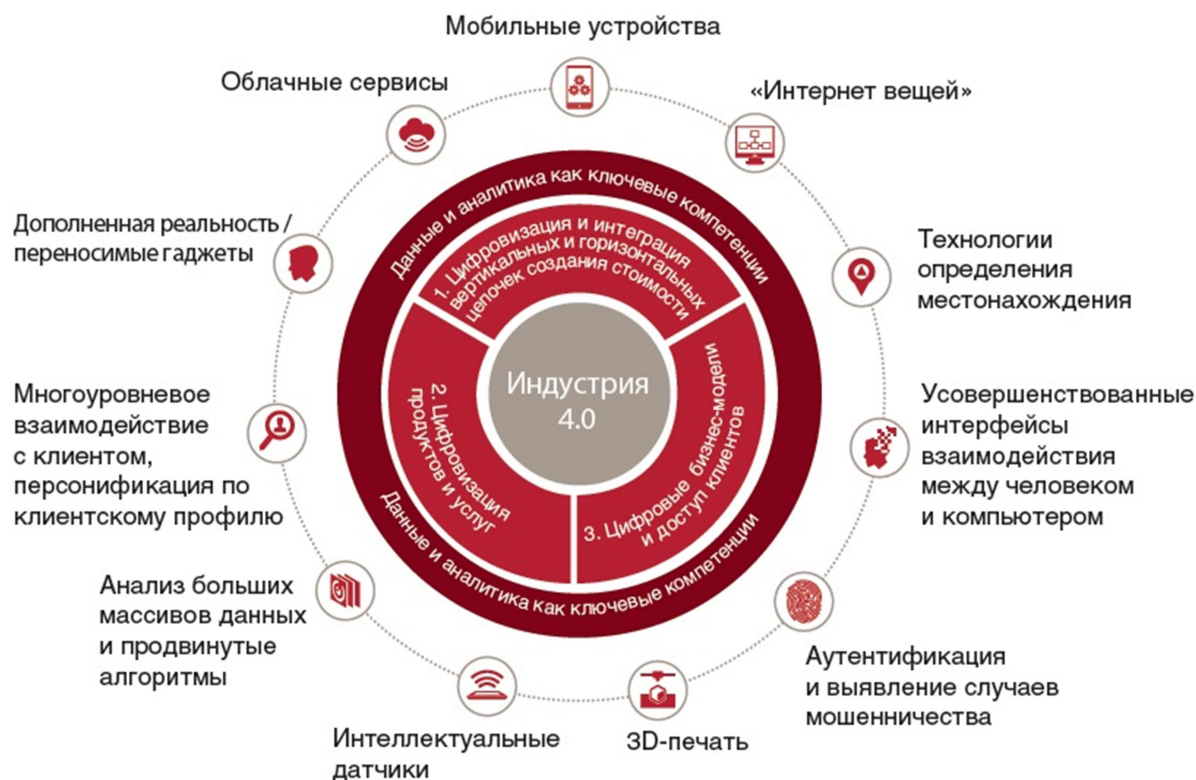 Мобильные устройства
Облачные сервисы
«Интернет вещей»
Дополненная реальность /
переносимые гаджеты
Технологии
определения
местонахождения
Многоуровневое
взаимодействие
с клиентом,
персонификация по
клиентскому профилю
Усовершенствованные
интерфейсы
взаимодействия
между человеком
и компьютером
Анализ больших
массивов данных
и продвинутые
алгоритмы
Аутентификация
и выявление случаев
мошенничества
Интеллектуальные
датчики
3D-печать
Данные и аналитика как ключевые компетенции
1. Цифровизация и интеграция
вертикальных и горизонтальных
цепочек создания стоимости
2. Цифровизация
продуктов и услуг
3. Цифровые бизнес-модели
и доступ клиентов
Индустрия
4.0
Данные и аналитика как ключевые компетенции